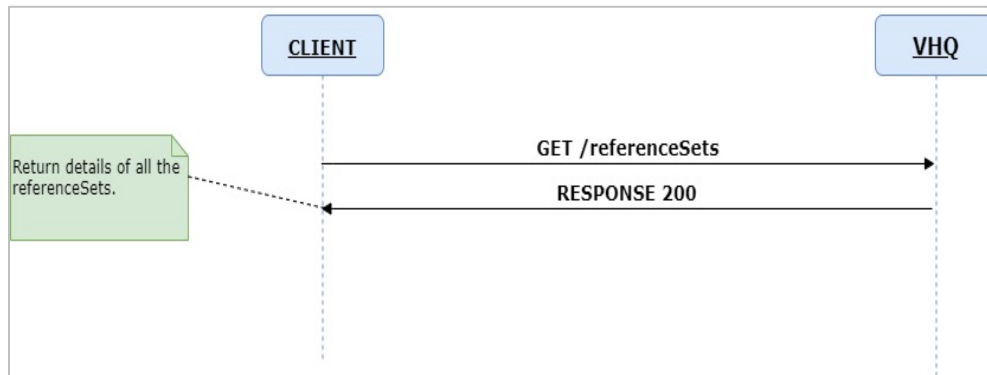 CLIENT
VHQ
GET /referenceSets
Return details of all the
referenceSets.
RESPONSE 200